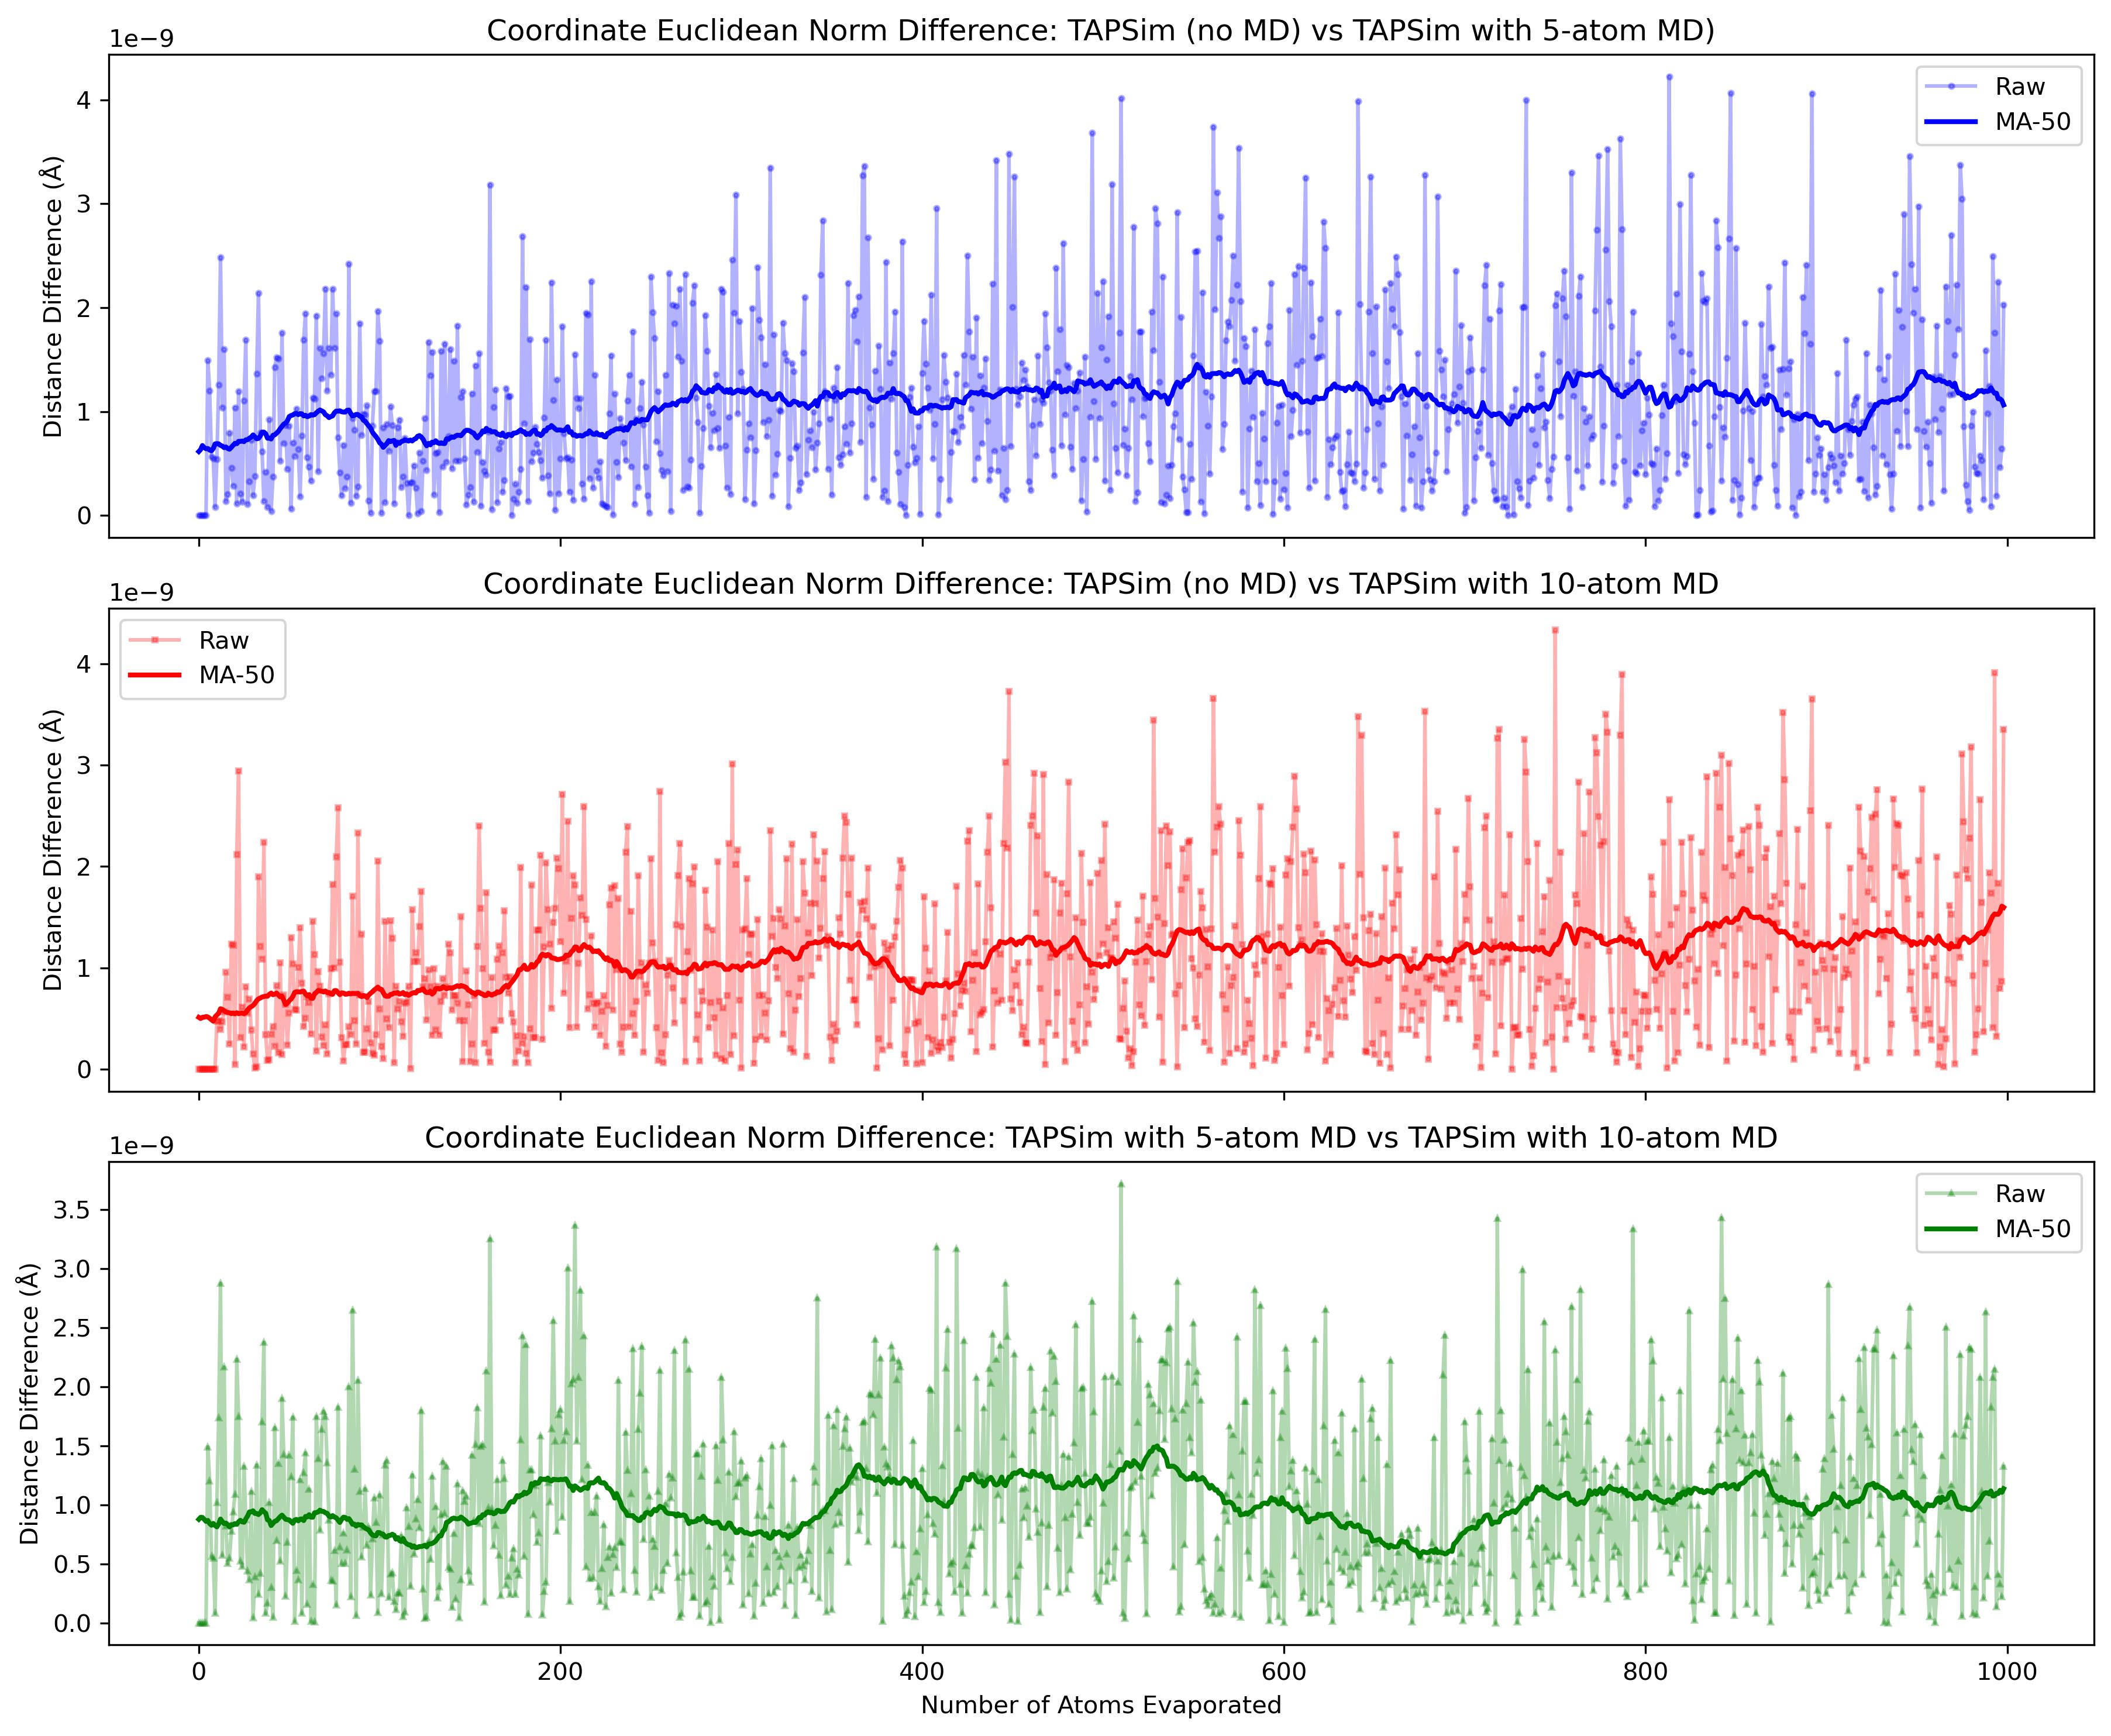 Coordinate Euclidean Norm Difference: TAPSim (no MD) vs TAPSim with 5-atom MD)
1e−9
Distance Difference (Å)
4
3
2
1
0
Raw
MA-50
Coordinate Euclidean Norm Difference: TAPSim (no MD) vs TAPSim with 10-atom MD
1e−9
Distance Difference (Å)
4
3
2
1
0
Raw
MA-50
Coordinate Euclidean Norm Difference: TAPSim with 5-atom MD vs TAPSim with 10-atom MD
1e−9
Distance Difference (Å)
3.5
3.0
2.5
2.0
1.5
1.0
0.5
0.0
Raw
MA-50
0 200 400 600 800 1000
Number of Atoms Evaporated